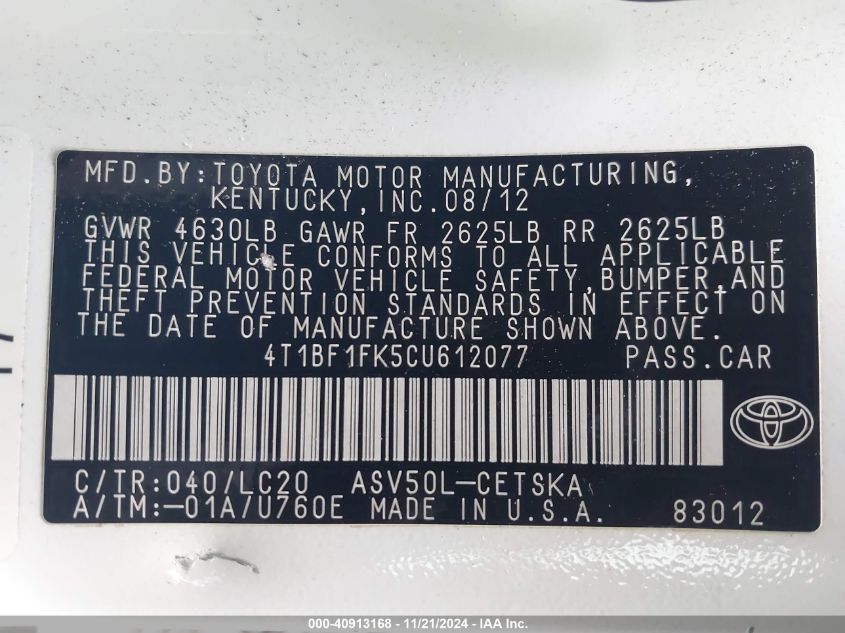 MFD.BY:TOYOTA MOTOR MANUFACTURING,
KENTUCKY,INC.08/12
GVWR 4630LB GAWR FR 2625LB RR 2625LB
THIS VEHICLE CONFORMS TO ALL APPLICABLE
FEDERAL MOTOR VEHICLE SAFETY,BUMPER,AND
THEFT PREVENTION STANDARDS IN EFFECT ON
THE DATE OF MANUFACTURE SHOWN ABOVE.
4T1BF1FK5CU612077 PASS.CAR
C/TR:040/LC20 ASV50L-CETSKA
A/TM:-01A/U760E MADE IN U.S.A. 83012
000-40913168 - 11/21/2024 - IAA Inc.